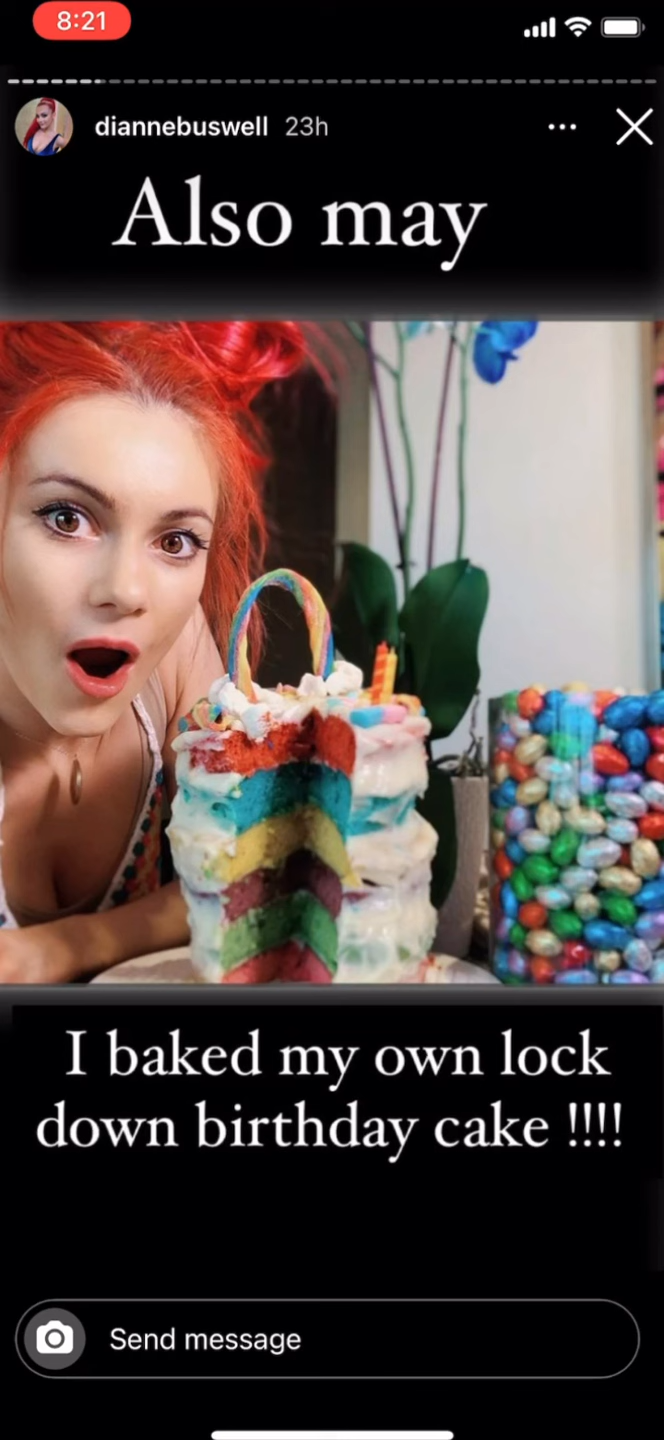 8:21
diannebuswell 23h
Also may
I baked my own lock
down birthday cake !!!!
Send message